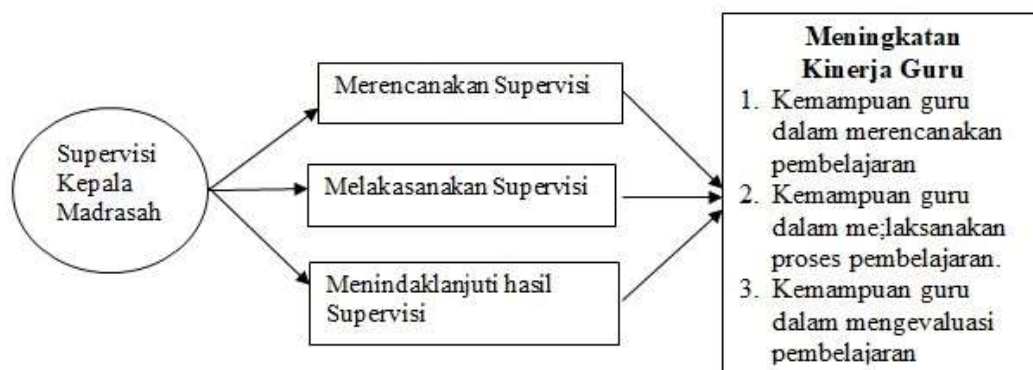 Supervisi
Kepala
Madrasah
Merencanakan Supervisi
Melakasanakan Supervisi
Menindaklanjuti hasil
Supervisi
Meningkatan
Kinerja Guru
1. Kemampuan guru
dalam merencanakan
pembelajaran
2. Kemampuan guru
dalam me;laksanakan
proses pembelajaran.
3. Kemampuan guru
dalam mengevaluasi
pembelajaran